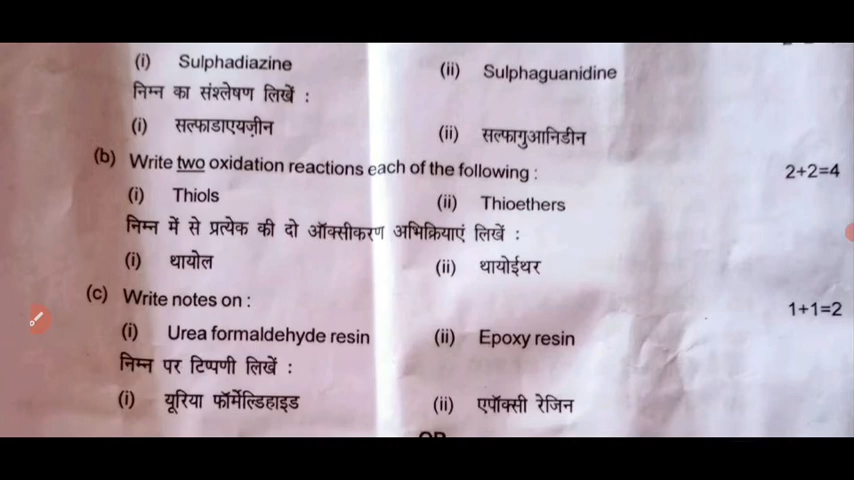 (i) Sulphadiazine (ii) Sulphaguanidine
निम्न का संश्लेषण लिखें :
(i) सल्फाडाएयज़ीन (ii) सल्फागुआनिडीन
(b) Write two oxidation reactions each of the following : 2+2=4
(i) Thiols (ii) Thioethers
निम्न में से प्रत्येक की दो ऑक्सीकरण अभिक्रियाएं लिखें :
(i) थायोल (ii) थायोईथर
(c) Write notes on : 1+1=2
(i) Urea formaldehyde resin (ii) Epoxy resin
निम्न पर टिप्पणी लिखें :
(i) यूरिया फॉर्मेल्डिहाइड (ii) एपॉक्सी रेजिन